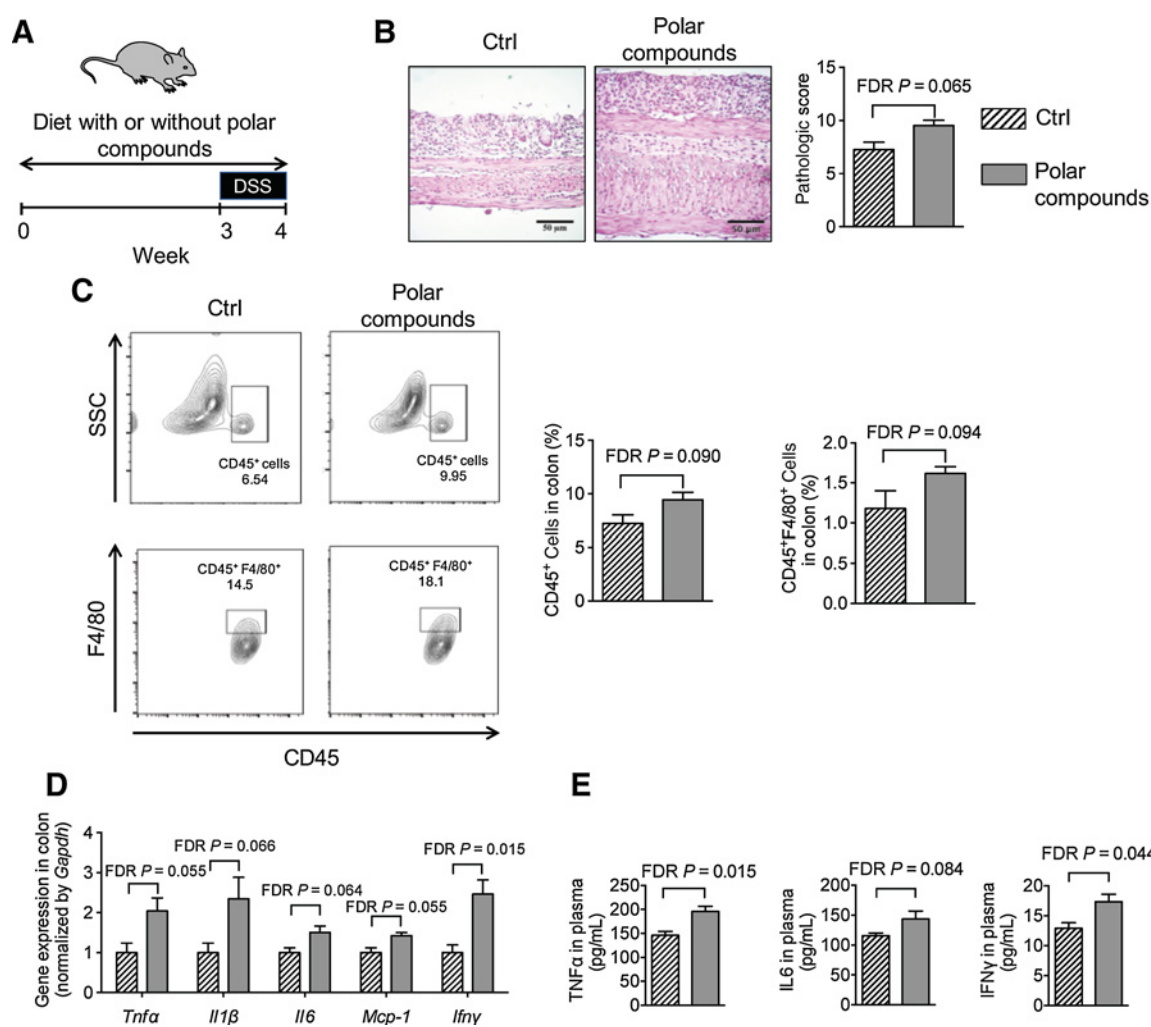 A
Diet with or without polar
compounds
DSS
0
3
4
Week
B
Ctrl
Polar
compounds
50 µm
50 µm
Pathologic score
15
10
5
0
FDR P = 0.065
Ctrl
Polar
compounds
C
Ctrl
Polar
compounds
SSC
CD45⁺ cells
6.54
CD45⁺ cells
9.95
F4/80
CD45⁺ F4/80⁺
14.5
CD45⁺ F4/80⁺
18.1
CD45
CD45⁺ Cells in colon (%)
15
10
5
0
FDR P = 0.090
CD45⁺F4/80⁺ Cells
in colon (%)
2.0
1.5
1.0
0.5
0.0
FDR P = 0.094
D
Gene expression in colon
(normalized by Gapdh)
4
3
2
1
0
FDR P = 0.055
FDR P = 0.066
FDR P = 0.064
FDR P = 0.055
FDR P = 0.015
Tnfα
Il1β
Il6
Mcp-1
Ifnγ
E
TNFα in plasma
(pg/mL)
250
200
150
100
50
0
FDR P = 0.015
IL6 in plasma
(pg/mL)
200
150
100
50
0
FDR P = 0.084
IFNγ in plasma
(pg/mL)
20
15
10
5
0
FDR P = 0.044